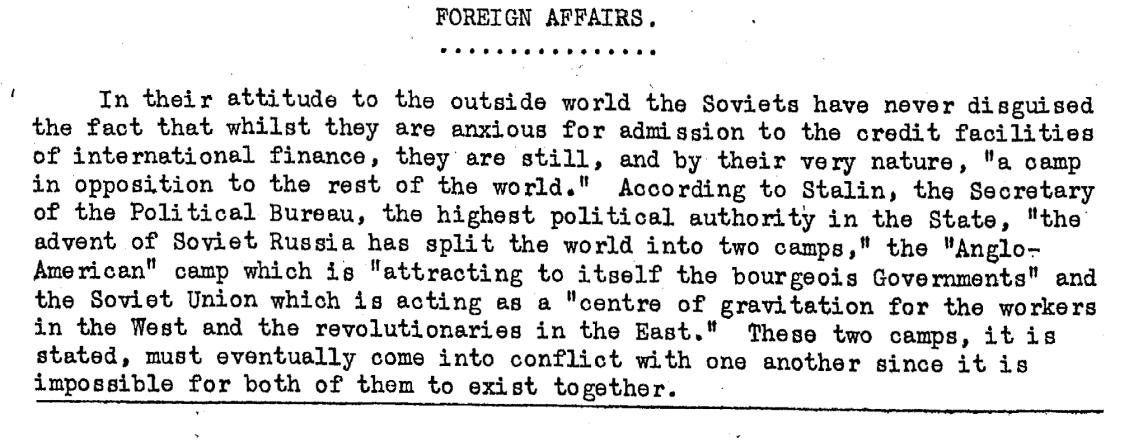 FOREIGN AFFAIRS.
................
In their attitude to the outside world the Soviets have never disguised
the fact that whilst they are anxious for admission to the credit facilities
of international finance, they are still, and by their very nature, "a camp
in opposition to the rest of the world." According to Stalin, the Secretary
of the Political Bureau, the highest political authority in the State, "the
advent of Soviet Russia has split the world into two camps," the "Anglo-
American" camp which is "attracting to itself the bourgeois Governments" and
the Soviet Union which is acting as a "centre of gravitation for the workers
in the West and the revolutionaries in the East." These two camps, it is
stated, must eventually come into conflict with one another since it is
impossible for both of them to exist together.